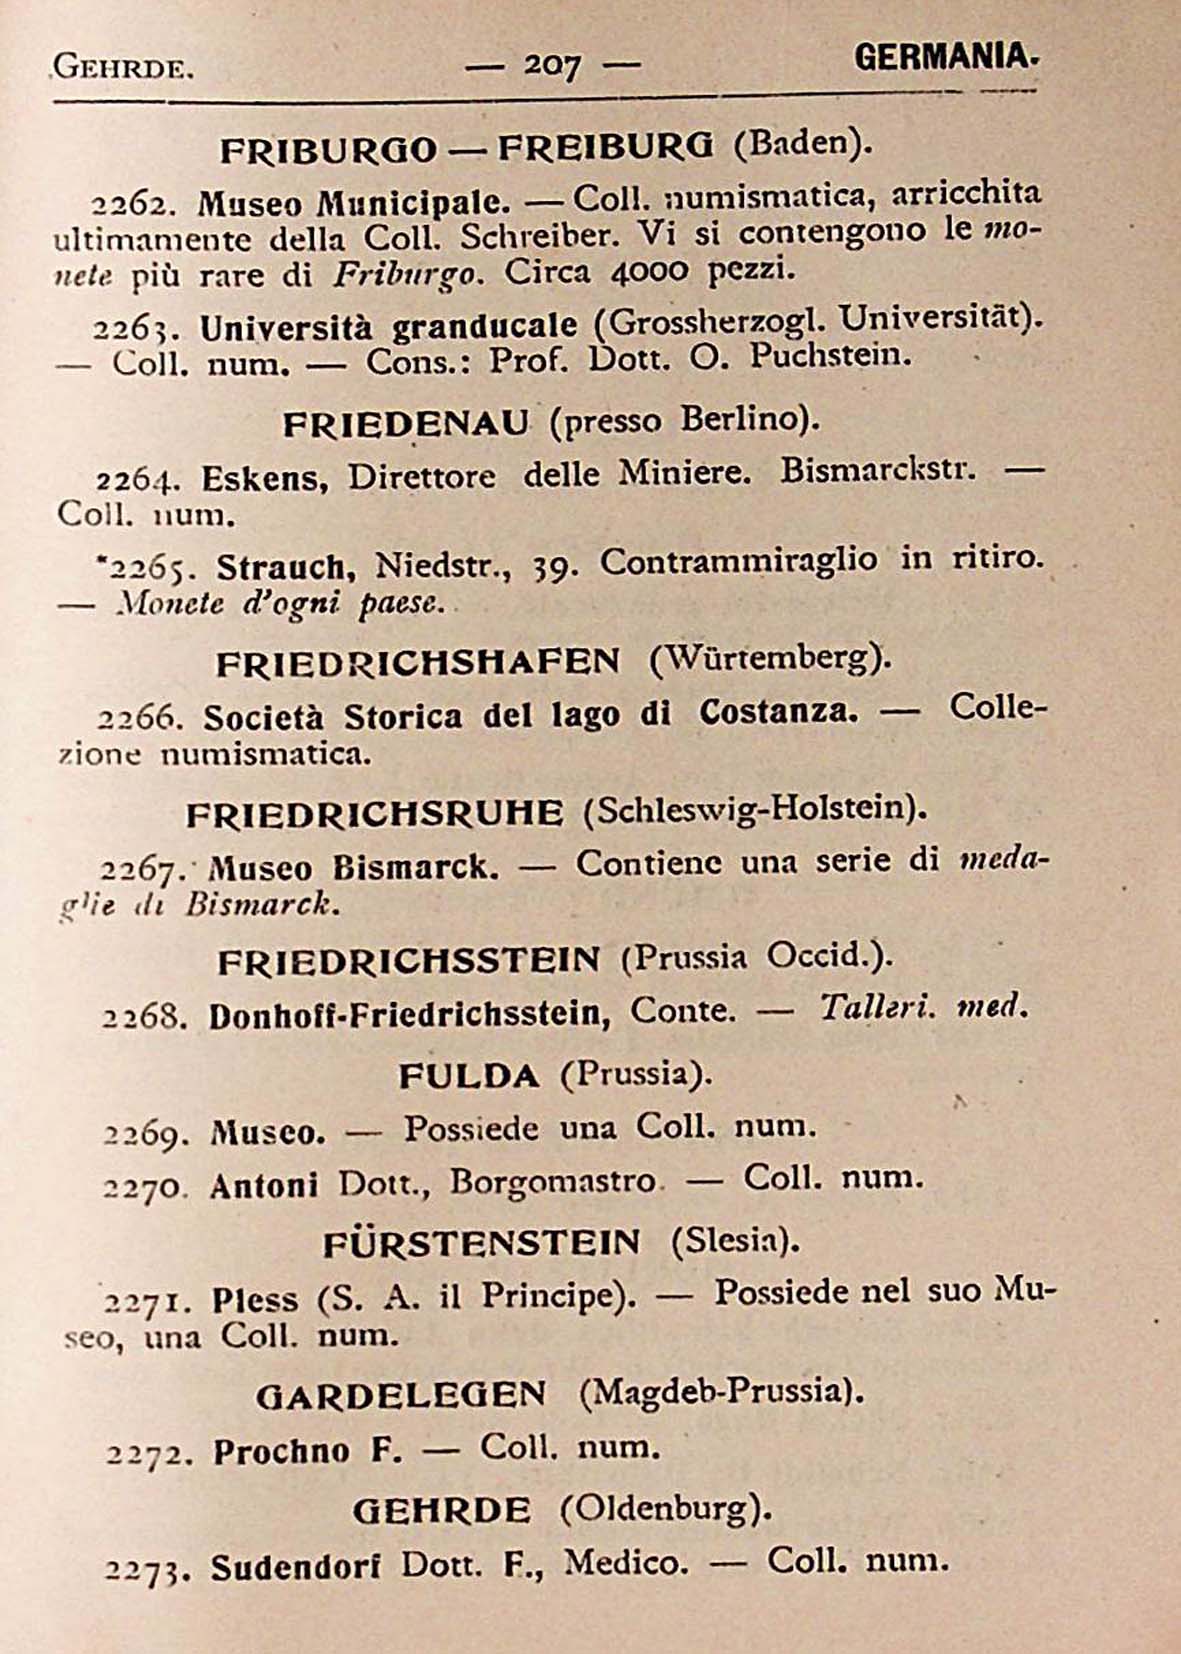 GEHRDE. — 207 — GERMANIA.
FRIBURGO — FREIBURG (Baden).
2262. Museo Municipale. — Coll. numismatica, arricchita
ultimamente della Coll. Schreiber. Vi si contengono le mo-
nete più rare di Friburgo. Circa 4000 pezzi.
2263. Università granducale (Grossherzogl. Universität).
— Coll. num. — Cons.: Prof. Dott. O. Puchstein.
FRIEDENAU (presso Berlino).
2264. Eskens, Direttore delle Miniere. Bismarckstr. —
Coll. num.
*2265. Strauch, Niedstr., 39. Contrammiraglio in ritiro.
— Monete d'ogni paese.
FRIEDRICHSHAFEN (Würtemberg).
2266. Società Storica del lago di Costanza. — Colle-
zione numismatica.
FRIEDRICHSRUHE (Schleswig-Holstein).
2267. Museo Bismarck. — Contiene una serie di meda-
glie di Bismarck.
FRIEDRICHSSTEIN (Prussia Occid.).
2268. Donhoff-Friedrichsstein, Conte. — Talleri. med.
FULDA (Prussia).
2269. Museo. — Possiede una Coll. num.
2270. Antoni Dott., Borgomastro. — Coll. num.
FÜRSTENSTEIN (Slesia).
2271. Pless (S. A. il Principe). — Possiede nel suo Mu-
seo, una Coll. num.
GARDELEGEN (Magdeb-Prussia).
2272. Prochno F. — Coll. num.
GEHRDE (Oldenburg).
2273. Sudendorf Dott. F., Medico. — Coll. num.